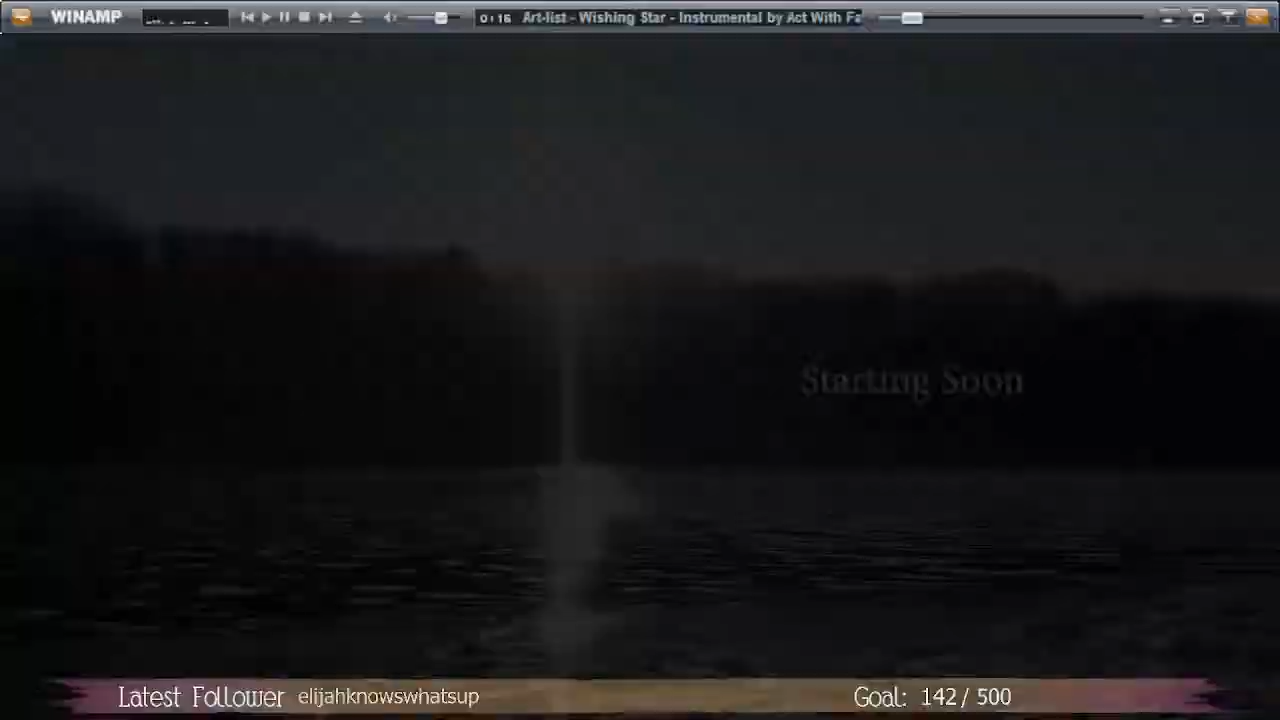 WINAMP
0:16 Art-list - Wishing Star - Instrumental by Act With
Starting Soon
Latest Follower elijahknowswhatsup
Goal: 142 / 500